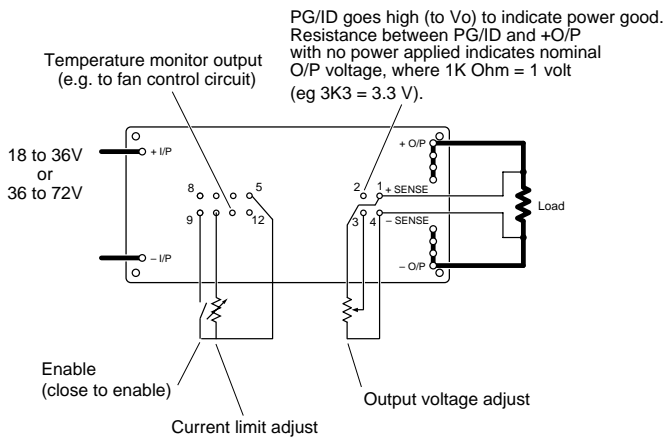 PG/ID goes high (to Vo) to indicate power good.
Resistance between PG/ID and +O/P
with no power applied indicates nominal
O/P voltage, where 1K Ohm = 1 volt
(eg 3K3 = 3.3 V).
Temperature monitor output
(e.g. to fan control circuit)
18 to 36V
or
36 to 72V
+ I/P
– I/P
8
5
9
12
2
1
3
4
+ SENSE
– SENSE
+ O/P
– O/P
Load
Enable
(close to enable)
Current limit adjust
Output voltage adjust